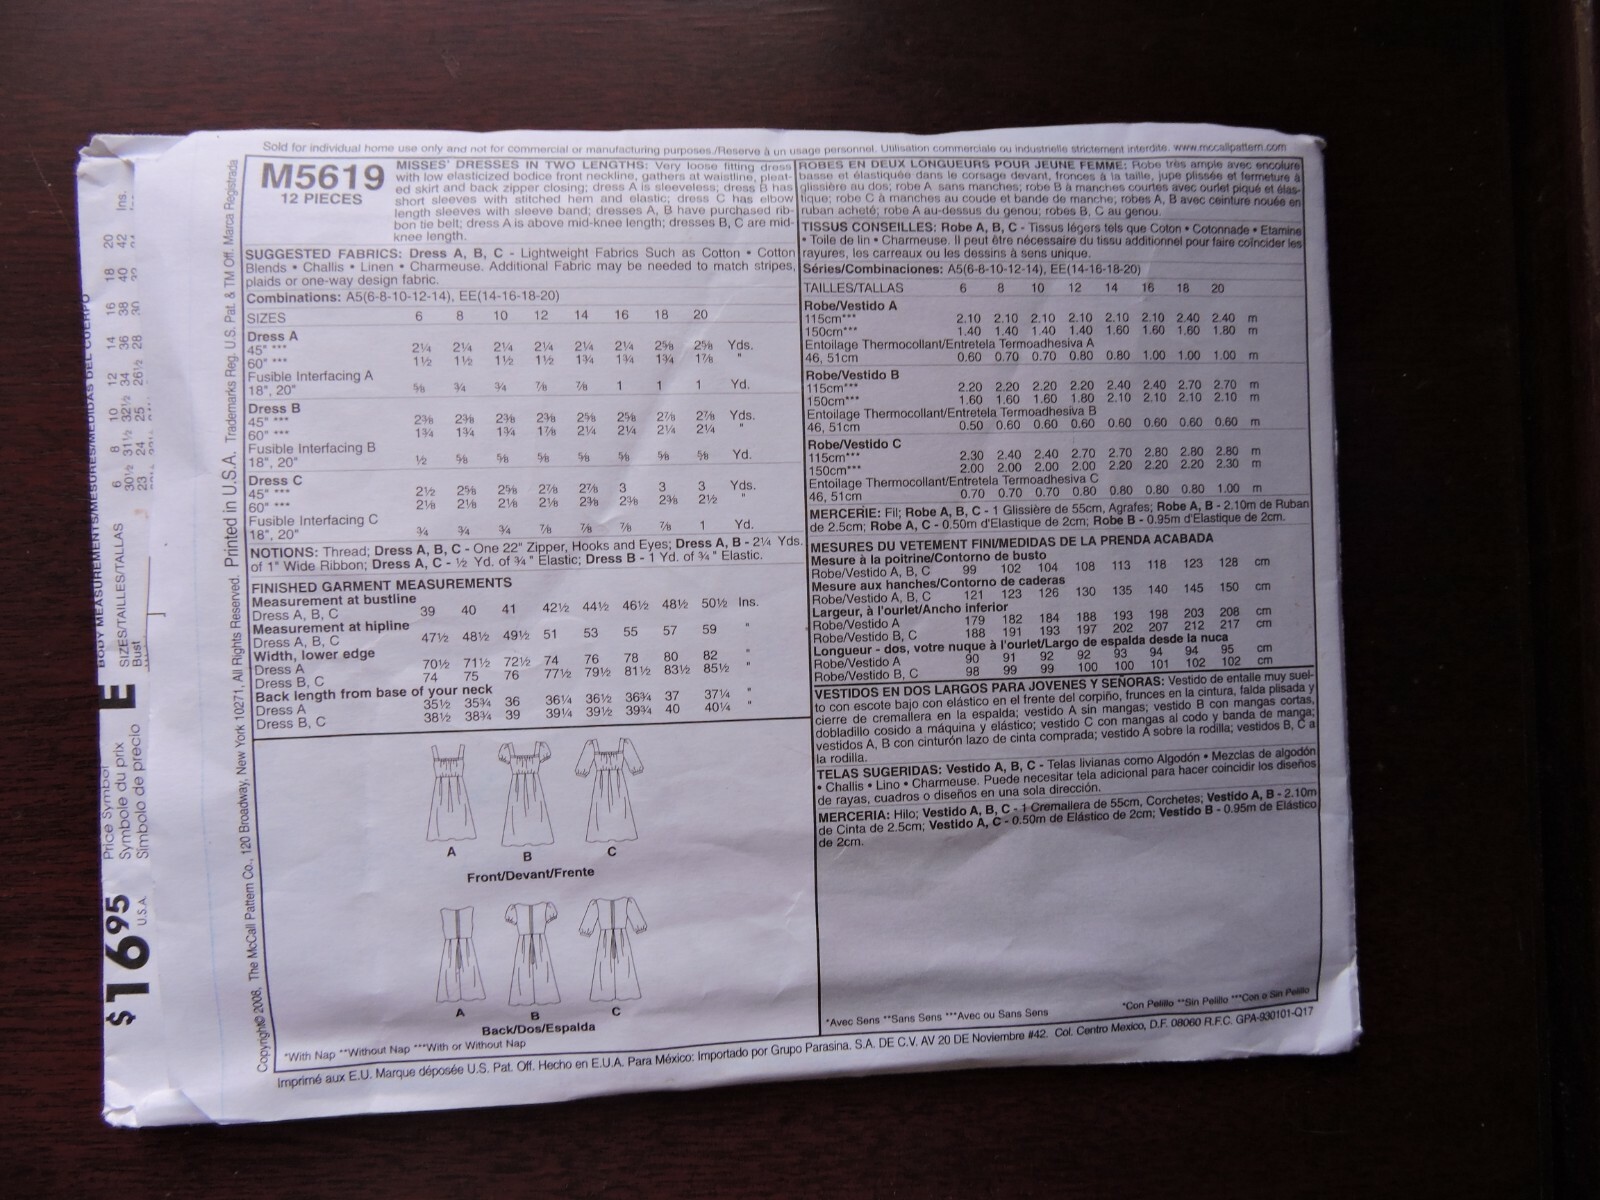 Sold for individual home use only and not for commercial or manufacturing purposes./Reserve à un usage personnel. Utilisation commerciale ou industrielle strictement interdite. www.mccallpattern.com
M5619
12 PIECES
MISSES' DRESSES IN TWO LENGTHS: Very loose fitting dress
with low elasticized bodice front neckline, gathers at waistline, pleat-
ed skirt and back zipper closing; dress A is sleeveless; dress B has
short sleeves with stitched hem and elastic; dress C has elbow
length sleeves with sleeve band; dresses A, B have purchased rib-
bon tie belt; dress A is above mid-knee length; dresses B, C are mid-
knee length.
SUGGESTED FABRICS: Dress A, B, C - Lightweight Fabrics Such as Cotton • Cotton
Blends • Challis • Linen • Charmeuse. Additional Fabric may be needed to match stripes,
plaids or one-way design fabric.
Combinations: A5(6-8-10-12-14), EE(14-16-18-20)
SIZES 6 8 10 12 14 16 18 20
Dress A
45" *** 2¼ 2¼ 2¼ 2¼ 2¼ 2¼ 2⅝ 2⅝ Yds.
60" *** 1½ 1½ 1½ 1½ 1¾ 1¾ 1¾ 1⅞ "
Fusible Interfacing A
18", 20" ⅝ ¾ ¾ ⅞ ⅞ 1 1 1 Yd.
Dress B
45" *** 2⅜ 2⅜ 2⅜ 2⅜ 2⅝ 2⅝ 2⅞ 2⅞ Yds.
60" *** 1¾ 1¾ 1¾ 1⅞ 2¼ 2¼ 2¼ 2¼ "
Fusible Interfacing B
18", 20" ½ ⅝ ⅝ ⅝ ⅝ ⅝ ⅝ ⅝ Yd.
Dress C
45" *** 2½ 2⅝ 2⅝ 2⅞ 2⅞ 3 3 3 Yds.
60" *** 2⅛ 2⅛ 2⅛ 2⅛ 2⅜ 2⅜ 2⅜ 2½ "
Fusible Interfacing C
18", 20" ¾ ¾ ¾ ⅞ ⅞ ⅞ ⅞ 1 Yd.
NOTIONS: Thread; Dress A, B, C - One 22" Zipper, Hooks and Eyes; Dress A, B - 2¼ Yds.
of 1" Wide Ribbon; Dress A, C - ½ Yd. of ¾" Elastic; Dress B - 1 Yd. of ¾" Elastic.
FINISHED GARMENT MEASUREMENTS
Measurement at bustline
Dress A, B, C 39 40 41 42½ 44½ 46½ 48½ 50½ Ins.
Measurement at hipline
Dress A, B, C 47½ 48½ 49½ 51 53 55 57 59 "
Width, lower edge
Dress A 70½ 71½ 72½ 74 76 78 80 82 "
Dress B, C 74 75 76 77½ 79½ 81½ 83½ 85½ "
Back length from base of your neck
Dress A 35½ 35¾ 36 36¼ 36½ 36¾ 37 37¼ "
Dress B, C 38½ 38¾ 39 39¼ 39½ 39¾ 40 40¼ "
A B C
Front/Devant/Frente
A B C
Back/Dos/Espalda
*With Nap **Without Nap ***With or Without Nap
ROBES EN DEUX LONGUEURS POUR JEUNE FEMME: Robe très ample avec encolure
basse et élastiquée dans le corsage devant, fronces à la taille, jupe plissée et fermeture à
glissière au dos; robe A sans manches; robe B à manches courtes avec ourlet piqué et élas-
tique; robe C à manches au coude et bande de manche; robes A, B avec ceinture nouée en
ruban acheté; robe A au-dessus du genou; robes B, C au genou.
TISSUS CONSEILLES: Robe A, B, C - Tissus légers tels que Coton • Cotonnade • Etamine
• Toile de lin • Charmeuse. Il peut être nécessaire du tissu additionnel pour faire coïncider les
rayures, les carreaux ou les dessins à sens unique.
Séries/Combinaciones: A5(6-8-10-12-14), EE(14-16-18-20)
TAILLES/TALLAS 6 8 10 12 14 16 18 20
Robe/Vestido A
115cm*** 2.10 2.10 2.10 2.10 2.10 2.10 2.40 2.40 m
150cm*** 1.40 1.40 1.40 1.40 1.60 1.60 1.60 1.80 m
Entoilage Thermocollant/Entretela Termoadhesiva A
46, 51cm 0.60 0.70 0.70 0.80 0.80 1.00 1.00 1.00 m
Robe/Vestido B
115cm*** 2.20 2.20 2.20 2.20 2.40 2.40 2.70 2.70 m
150cm*** 1.60 1.60 1.60 1.80 2.10 2.10 2.10 2.10 m
Entoilage Thermocollant/Entretela Termoadhesiva B
46, 51cm 0.50 0.60 0.60 0.60 0.60 0.60 0.60 0.60 m
Robe/Vestido C
115cm*** 2.30 2.40 2.40 2.70 2.70 2.80 2.80 2.80 m
150cm*** 2.00 2.00 2.00 2.00 2.20 2.20 2.20 2.30 m
Entoilage Thermocollant/Entretela Termoadhesiva C
46, 51cm 0.70 0.70 0.70 0.80 0.80 0.80 0.80 1.00 m
MERCERIE: Fil; Robe A, B, C - 1 Glissière de 55cm, Agrafes; Robe A, B - 2.10m de Ruban
de 2.5cm; Robe A, C - 0.50m d'Elastique de 2cm; Robe B - 0.95m d'Elastique de 2cm.
MESURES DU VETEMENT FINI/MEDIDAS DE LA PRENDA ACABADA
Mesure à la poitrine/Contorno de busto
Robe/Vestido A, B, C 99 102 104 108 113 118 123 128 cm
Mesure aux hanches/Contorno de caderas
Robe/Vestido A, B, C 121 123 126 130 135 140 145 150 cm
Largeur, à l'ourlet/Ancho inferior
Robe/Vestido A 179 182 184 188 193 198 203 208 cm
Robe/Vestido B, C 188 191 193 197 202 207 212 217 cm
Longueur - dos, votre nuque à l'ourlet/Largo de espalda desde la nuca
Robe/Vestido A 90 91 92 92 93 94 94 95 cm
Robe/Vestido B, C 98 99 99 100 100 101 102 102 cm
VESTIDOS EN DOS LARGOS PARA JOVENES Y SEÑORAS: Vestido de entalle muy suel-
to con escote bajo con elástico en el frente del corpiño, frunces en la cintura, falda plisada y
cierre de cremallera en la espalda; vestido A sin mangas; vestido B con mangas cortas,
dobladillo cosido a máquina y elástico; vestido C con mangas al codo y banda de manga;
vestidos A, B con cinturón lazo de cinta comprada; vestido A sobre la rodilla; vestidos B, C a
la rodilla.
TELAS SUGERIDAS: Vestido A, B, C - Telas livianas como Algodón • Mezclas de algodón
• Challis • Lino • Charmeuse. Puede necesitar tela adicional para hacer coincidir los diseños
de rayas, cuadros o diseños en una sola dirección.
MERCERIA: Hilo; Vestido A, B, C - 1 Cremallera de 55cm, Corchetes; Vestido A, B - 2.10m
de Cinta de 2.5cm; Vestido A, C - 0.50m de Elástico de 2cm; Vestido B - 0.95m de Elástico
de 2cm.
*Con Pelillo **Sin Pelillo ***Con o Sin Pelillo
*Avec Sens **Sans Sens ***Avec ou Sans Sens
Imprimé aux E.U. Marque déposée U.S. Pat. Off. Hecho en E.U.A. Para México: Importado por Grupo Parasina. S.A. DE C.V. AV 20 DE Noviembre #42. Col. Centro Mexico, D.F. 08060 R.F.C. GPA-930101-Q17
Copyright© 2008, The McCall Pattern Co., 120 Broadway, New York 10271, All Rights Reserved. Printed in U.S.A. Trademarks Reg. U.S. Pat. & TM Off. Marca Registrada
BODY MEASUREMENTS/MESURES/MEDIDAS DEL CUERPO
SIZES/TAILLES/TALLAS 6 8 10 12 14 16 18 20
Bust 30½ 31½ 32½ 34 36 38 40 42 Ins.
23 24 25 26½ 28 30
$16.95
U.S.A.
Price Symbol
Symbole du prix
Símbolo de precio
E